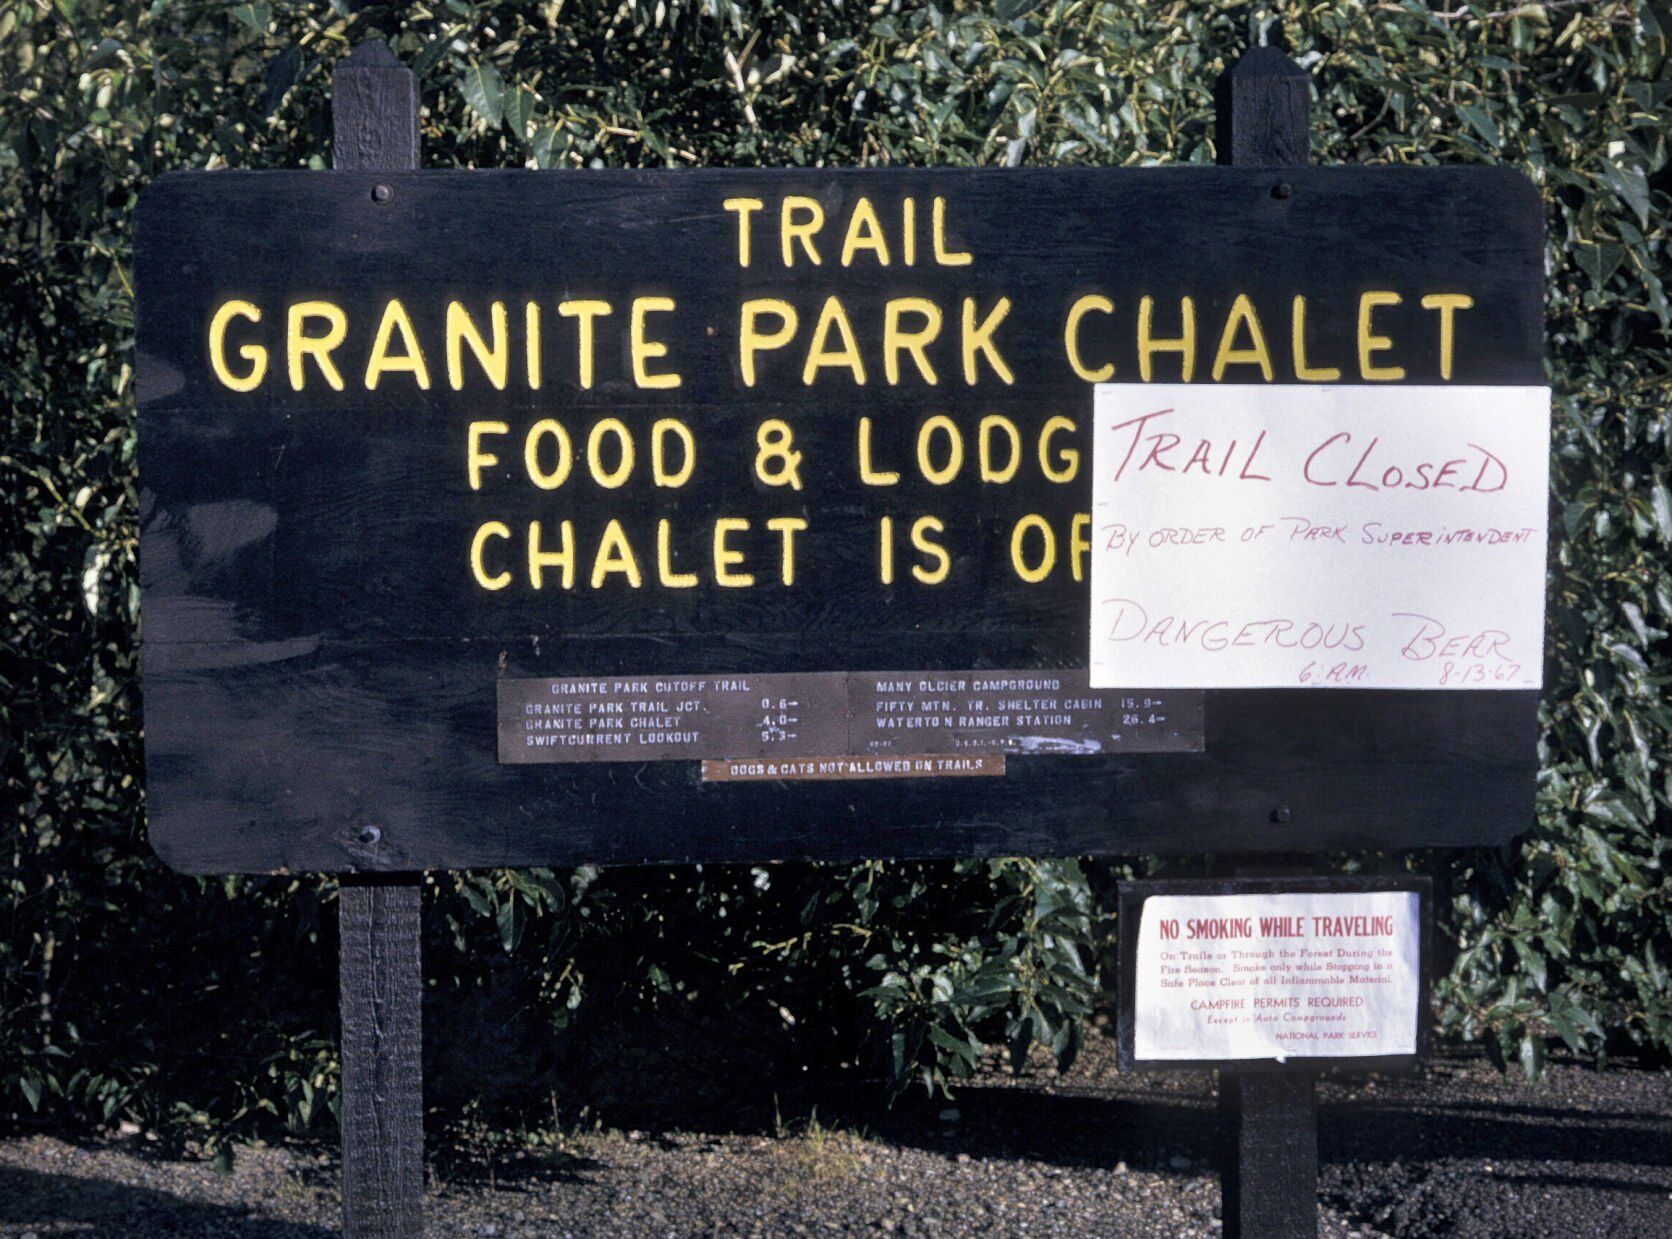 TRAIL
GRANITE PARK CHALET
FOOD & LODG
CHALET IS OP
TRAIL CLOSED
BY ORDER OF PARK SUPERINTENDENT
DANGEROUS BEAR
6 A.M. 8-13-67
GRANITE PARK CUTOFF TRAIL
GRANITE PARK TRAIL JCT. 0.6
GRANITE PARK CHALET 4.0
SWIFTCURRENT LOOKOUT 5.3
MANY GLCIER CAMPGROUND
FIFTY MTN. TR. SHELTER CABIN 15.9
WATERTON RANGER STATION 26.4
DOGS & CATS NOT ALLOWED ON TRAILS
NO SMOKING WHILE TRAVELING
On Trails or Through the Forest During the
Fire Season. Smoke only while Stopping in a
Safe Place Clear of all Inflammable Material.
CAMPFIRE PERMITS REQUIRED
Except in Auto Campgrounds
NATIONAL PARK SERVICE